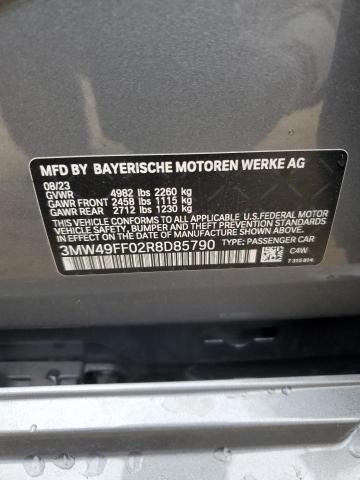 MFD BY BAYERISCHE MOTOREN WERKE AG
08/23
GVWR 4982 lbs 2260 kg
GAWR FRONT 2458 lbs 1115 kg
GAWR REAR 2712 lbs 1230 kg
THIS VEHICLE CONFORMS TO ALL APPLICABLE U.S. FEDERAL MOTOR
VEHICLE SAFETY, BUMPER, AND THEFT PREVENTION STANDARDS
IN EFFECT ON THE DATE OF MANUFACTURE SHOWN ABOVE.
3MW49FF02R8D85790 TYPE: PASSENGER CAR
C4W